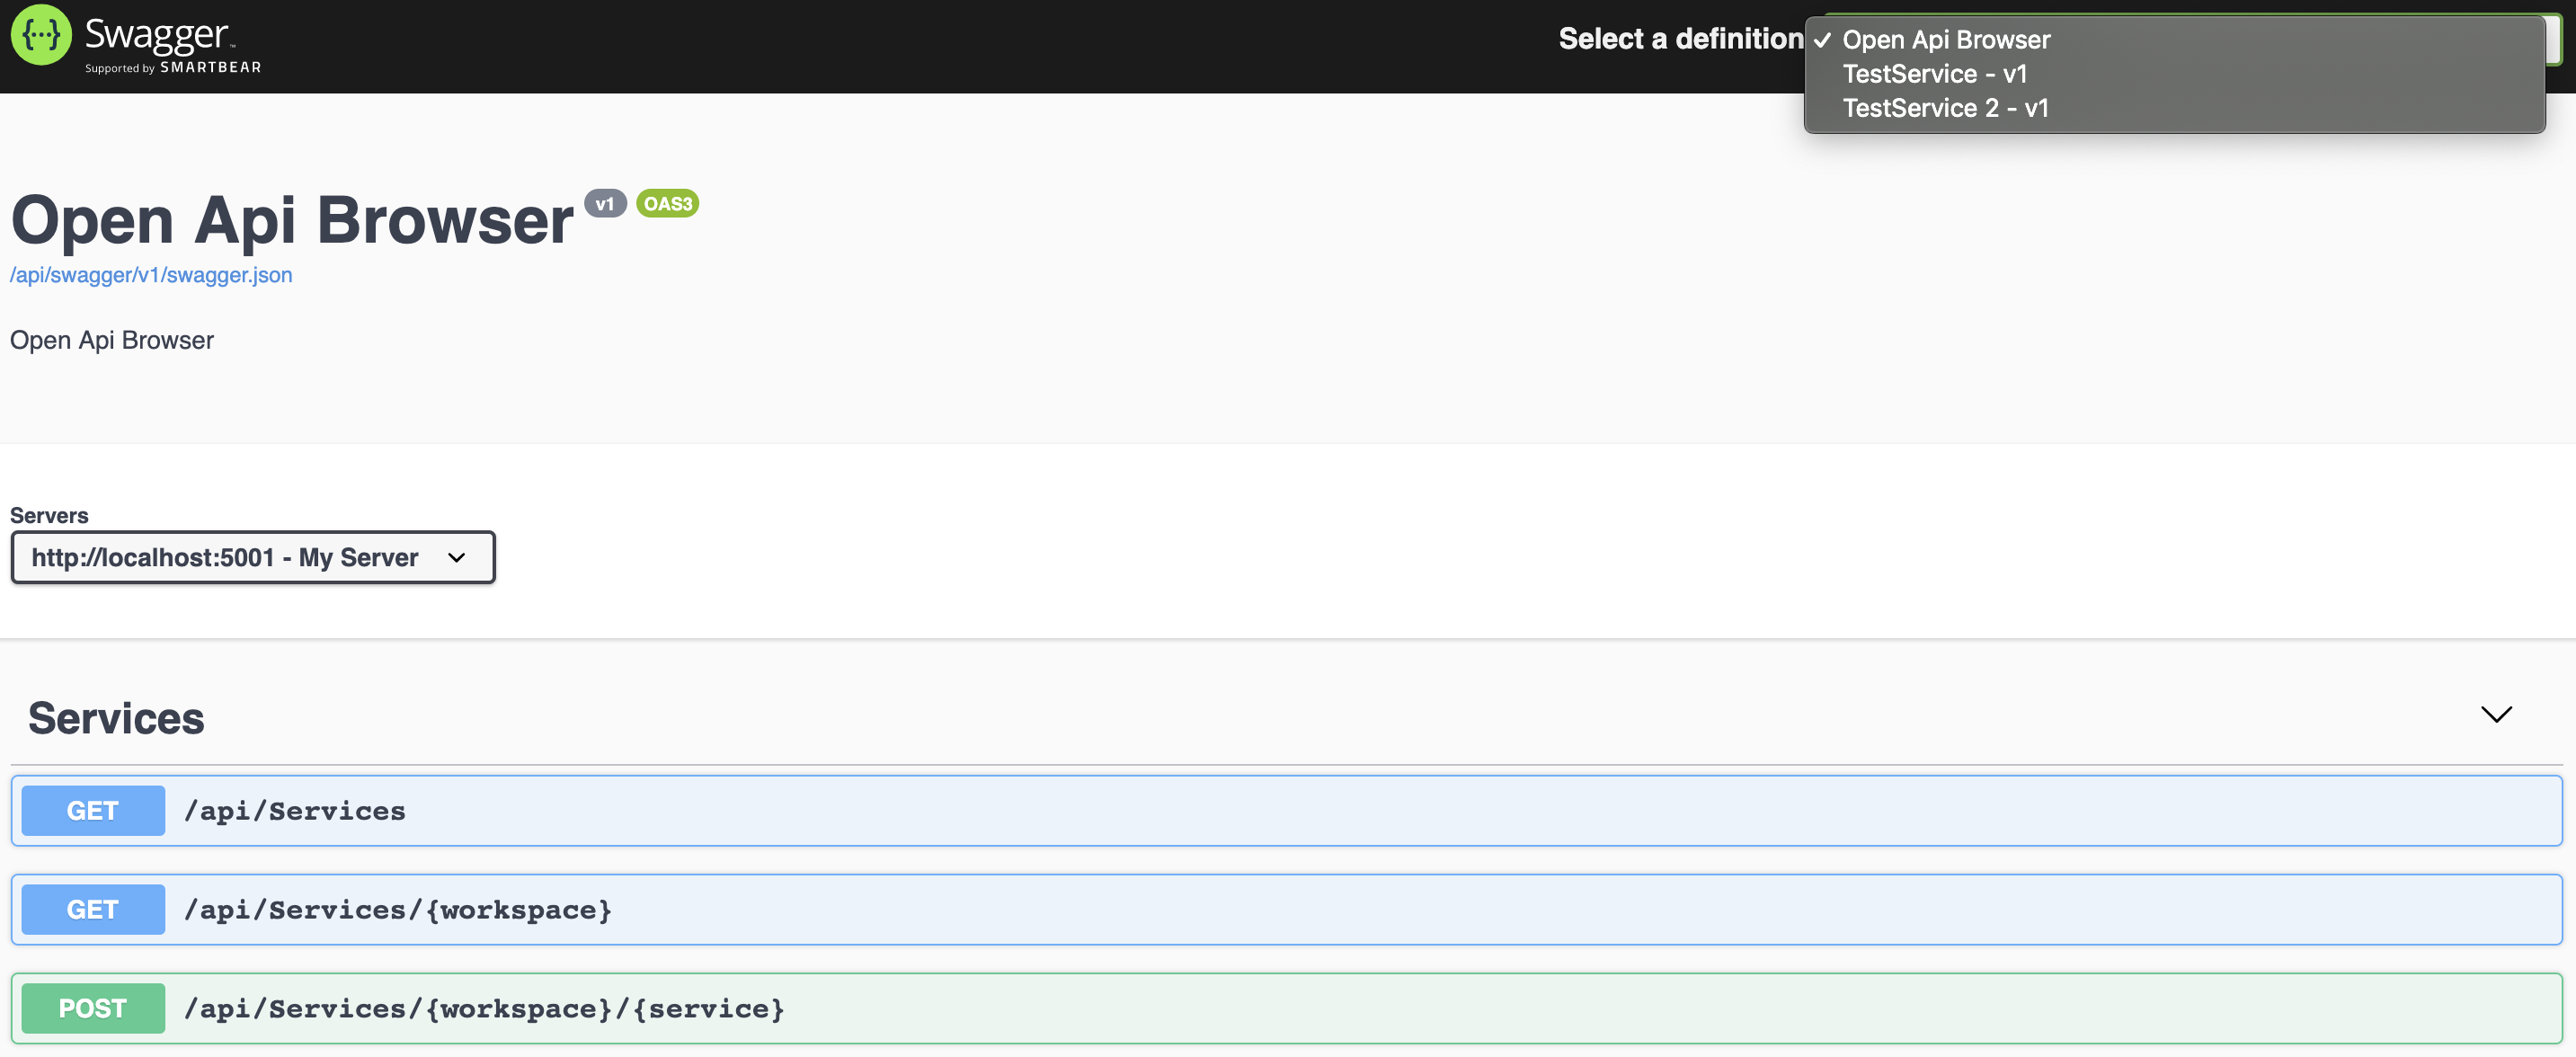 {···} Swagger™
Supported by SMARTBEAR
Select a definition
✓ Open Api Browser
TestService - v1
TestService 2 - v1
Open Api Browser v1 OAS3
/api/swagger/v1/swagger.json
Open Api Browser
Servers
http://localhost:5001 - My Server
Services
GET /api/Services
GET /api/Services/{workspace}
POST /api/Services/{workspace}/{service}